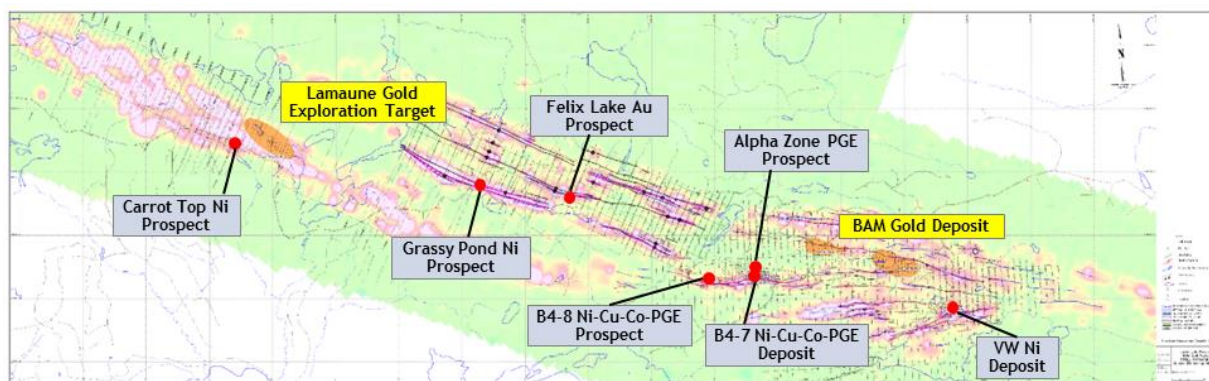 Lamaune Gold
Exploration Target
Felix Lake Au
Prospect
Alpha Zone PGE
Prospect
Carrot Top Ni
Prospect
BAM Gold Deposit
Grassy Pond Ni
Prospect
B4-8 Ni-Cu-Co-PGE
Prospect
B4-7 Ni-Cu-Co-PGE
Deposit
VW Ni
Deposit